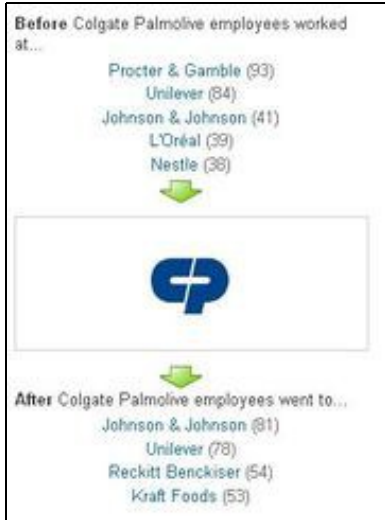 Before Colgate Palmolive employees worked
at...
Procter & Gamble (93)
Unilever (84)
Johnson & Johnson (41)
L'Oréal (39)
Nestle (38)
CP
After Colgate Palmolive employees went to...
Johnson & Johnson (81)
Unilever (78)
Reckitt Benckiser (54)
Kraft Foods (53)